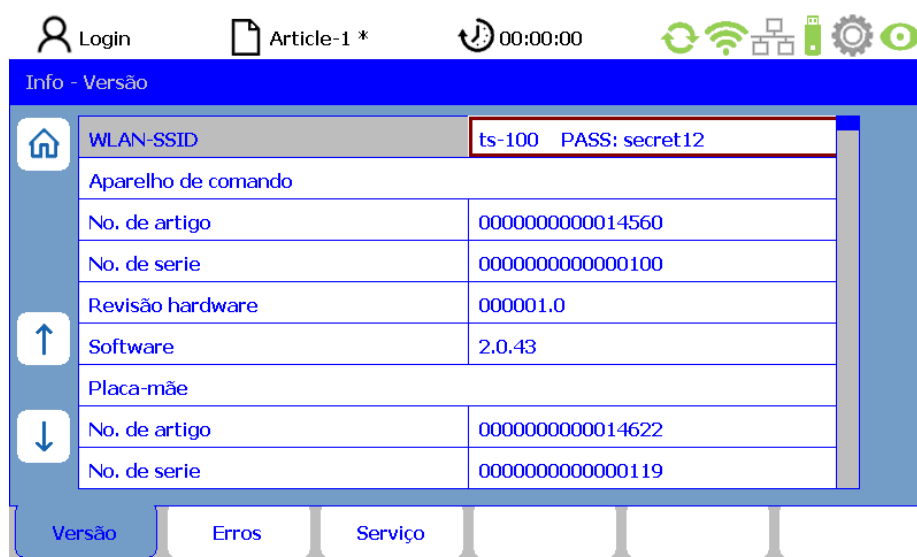 Login Article-1 * 00:00:00
Info - Versão
WLAN-SSID ts-100 PASS: secret12
Aparelho de comando
No. de artigo 0000000000014560
No. de serie 0000000000000100
Revisão hardware 000001.0
Software 2.0.43
Placa-mãe
No. de artigo 0000000000014622
No. de serie 0000000000000119
Versão Erros Serviço